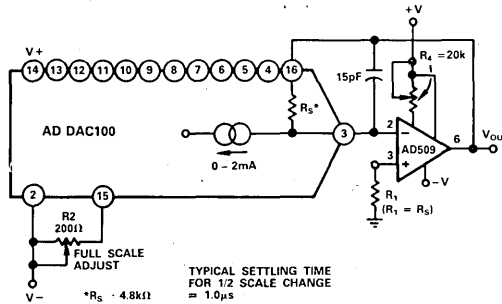 +V
V+
14 13 12 11 10 9 8 7 6 5 4 16
R4 = 20k
15pF
RS*
AD DAC100
3
2
6
VOU
AD509
0 – 2mA
3
–V
2
15
R1
(R1 = RS)
R2
200Ω
FULL SCALE
ADJUST
V–
*RS · 4.8kΩ
TYPICAL SETTLING TIME
FOR 1/2 SCALE CHANGE
= 1.0μs